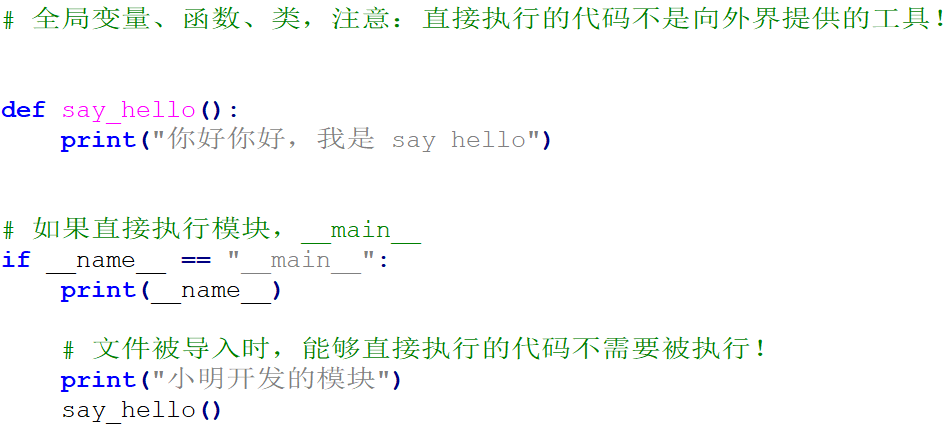 # 全局变量、函数、类，注意：直接执行的代码不是向外界提供的工具！
def say_hello():
    print("你好你好，我是 say hello")
# 如果直接执行模块，__main__
if __name__ == "__main__":
    print(__name__)
    # 文件被导入时，能够直接执行的代码不需要被执行！
    print("小明开发的模块")
    say_hello()